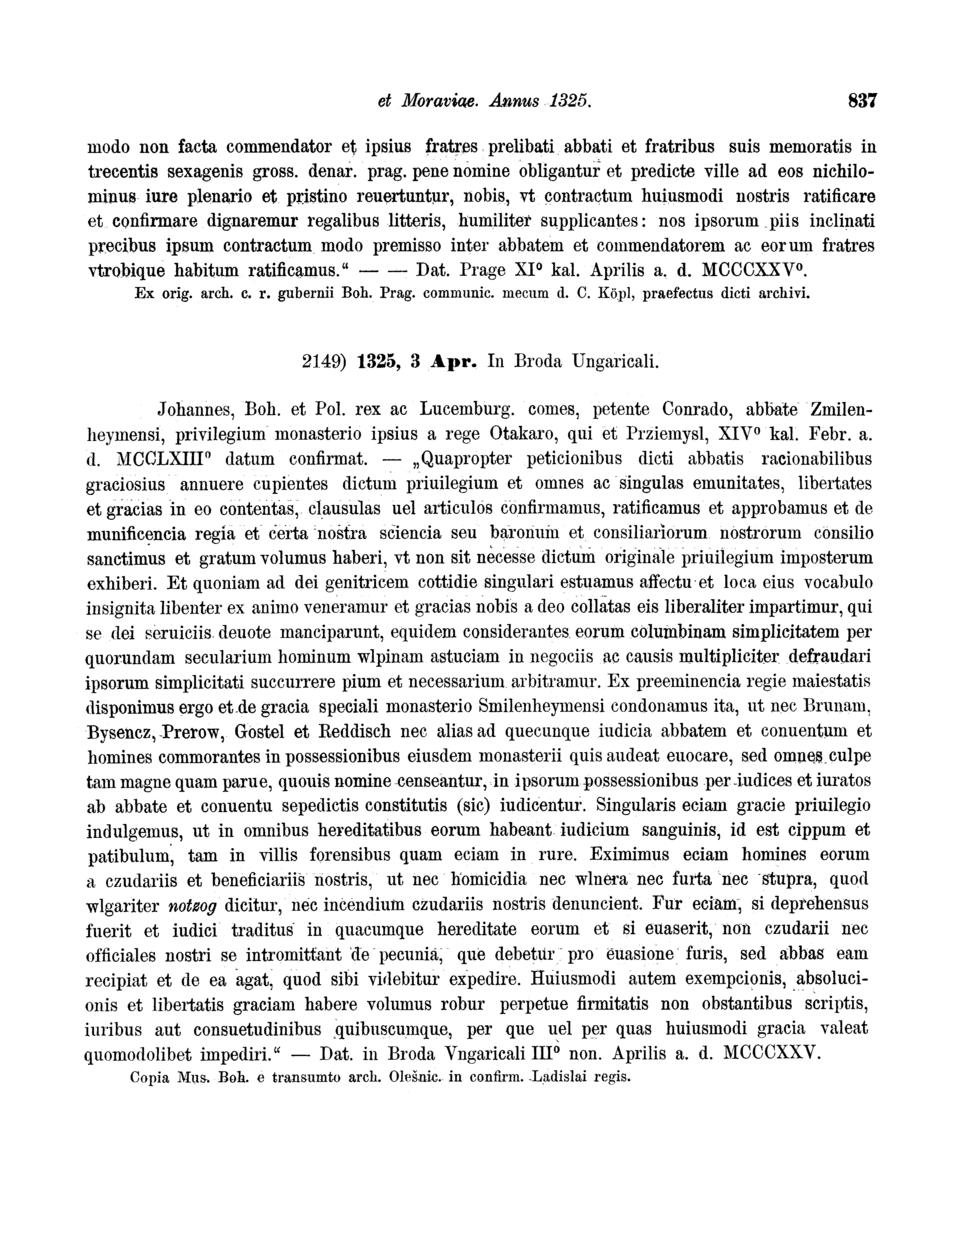 et Moraviae. Annus 1325. 837
modo non facta commendator et ipsius fratres prelibati abbati et fratribus suis memoratis in
trecentis sexagenis gross. denar. prag. pene nomine obligantur et predicte ville ad eos nichilo-
minus iure plenario et pristino reuertuntur, nobis, vt contractum huiusmodi nostris ratificare
et confirmare dignaremur regalibus litteris, humiliter supplicantes: nos ipsorum piis inclinati
precibus ipsum contractum modo premisso inter abbatem et commendatorem ac eorum fratres
vtrobique habitum ratificamus.“ — — Dat. Prage XI⁰ kal. Aprilis a. d. MCCCXXV⁰.
Ex orig. arch. c. r. gubernii Boh. Prag. communic. mecum d. C. Köpl, praefectus dicti archivi.
2149) 1325, 3 Apr. In Broda Ungaricali.
Johannes, Boh. et Pol. rex ac Lucemburg. comes, petente Conrado, abbate Zmilen-
heymensi, privilegium monasterio ipsius a rege Otakaro, qui et Prziemysl, XIV⁰ kal. Febr. a.
d. MCCLXIII⁰ datum confirmat. — „Quapropter peticionibus dicti abbatis racionabilibus
graciosius annuere cupientes dictum priuilegium et omnes ac singulas emunitates, libertates
et gracias in eo contentas, clausulas uel articulos confirmamus, ratificamus et approbamus et de
munificencia regia et certa nostra sciencia seu baronum et consiliariorum nostrorum consilio
sanctimus et gratum volumus haberi, vt non sit necesse dictum originale priuilegium imposterum
exhiberi. Et quoniam ad dei genitricem cottidie singulari estuamus affectu et loca eius vocabulo
insignita libenter ex animo veneramur et gracias nobis a deo collatas eis liberaliter impartimur, qui
se dei seruiciis deuote manciparunt, equidem considerantes eorum columbinam simplicitatem per
quorundam secularium hominum wlpinam astuciam in negociis ac causis multipliciter defraudari
ipsorum simplicitati succurrere pium et necessarium arbitramur. Ex preeminencia regie maiestatis
disponimus ergo et de gracia speciali monasterio Smilenheymensi condonamus ita, ut nec Brunam,
Bysencz, Prerow, Gostel et Reddisch nec alias ad quecunque iudicia abbatem et conuentum et
homines commorantes in possessionibus eiusdem monasterii quis audeat euocare, sed omnes culpe
tam magne quam parue, quouis nomine censeantur, in ipsorum possessionibus per iudices et iuratos
ab abbate et conuentu sepedictis constitutis (sic) iudicentur. Singularis eciam gracie priuilegio
indulgemus, ut in omnibus hereditatibus eorum habeant iudicium sanguinis, id est cippum et
patibulum, tam in villis forensibus quam eciam in rure. Eximimus eciam homines eorum
a czudariis et beneficiariis nostris, ut nec homicidia nec wlnera nec furta nec stupra, quod
wlgariter notzog dicitur, nec incendium czudariis nostris denuncient. Fur eciam, si deprehensus
fuerit et iudici traditus in quacumque hereditate eorum et si euaserit, non czudarii nec
officiales nostri se intromittant de pecunia, que debetur pro euasione furis, sed abbas eam
recipiat et de ea agat, quod sibi videbitur expedire. Huiusmodi autem exempcionis, absoluci-
onis et libertatis graciam habere volumus robur perpetue firmitatis non obstantibus scriptis,
iuribus aut consuetudinibus quibuscumque, per que uel per quas huiusmodi gracia valeat
quomodolibet impediri.“ — Dat. in Broda Vngaricali III⁰ non. Aprilis a. d. MCCCXXV.
Copia Mus. Boh. e transumto arch. Olešnic. in confirm. Ladislai regis.